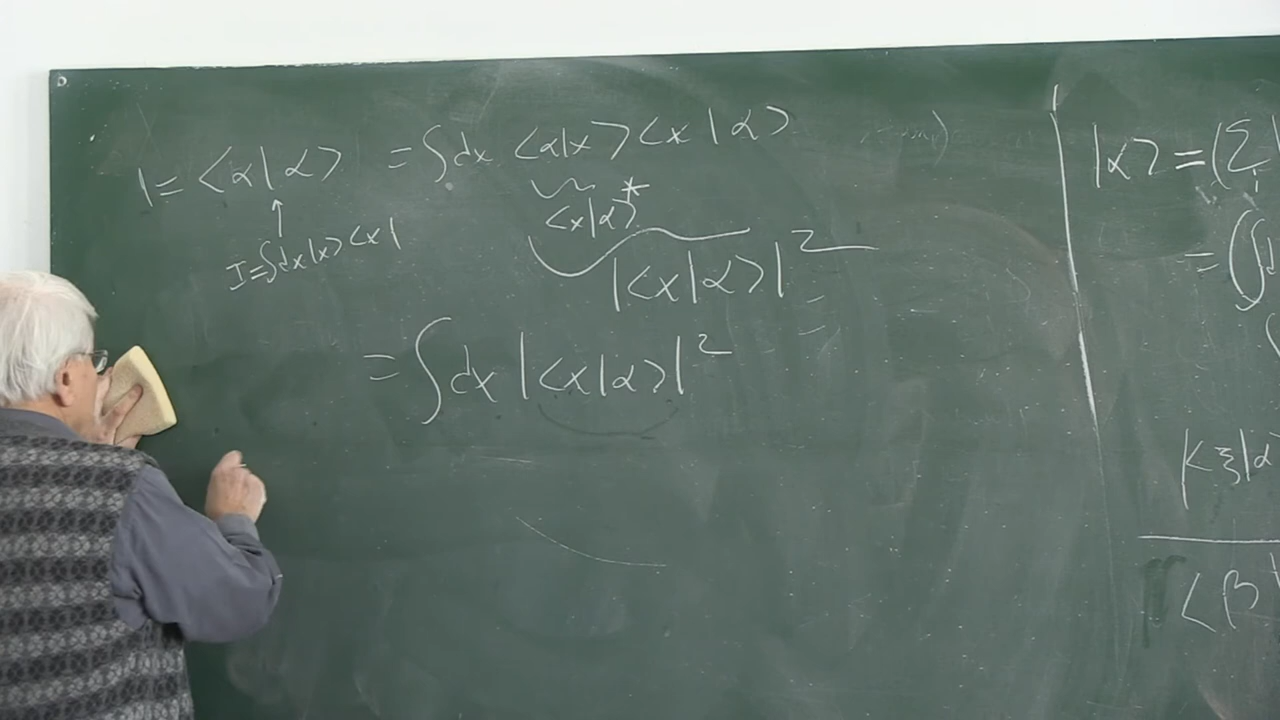 1 = <α|α> = ∫dx <α|x><x|α>
<x|α>*
I=∫dx|x><x|
|<x|α>|²
= ∫dx |<x|α>|²
|α> = (Σ
i
= (∫d
|<ξ|α
<β